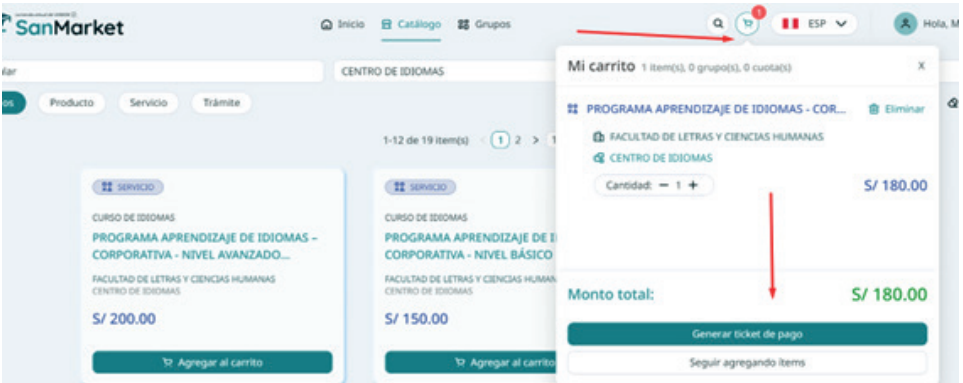 SanMarket
Inicio
Catálogo
Grupos
1
ESP
Hola, M
CENTRO DE IDIOMAS
Producto
Servicio
Trámite
1-12 de 19 item(s)
1 2
SERVICIO
CURSO DE IDIOMAS
PROGRAMA APRENDIZAJE DE IDIOMAS –
CORPORATIVA - NIVEL AVANZADO...
FACULTAD DE LETRAS Y CIENCIAS HUMANAS
CENTRO DE IDIOMAS
S/ 200.00
Agregar al carrito
SERVICIO
CURSO DE IDIOMAS
PROGRAMA APRENDIZAJE DE I
CORPORATIVA - NIVEL BÁSICO
FACULTAD DE LETRAS Y CIENCIAS HUMAN
CENTRO DE IDIOMAS
S/ 150.00
Agregar al carrito
Mi carrito 1 item(s), 0 grupo(s), 0 cuota(s)
X
PROGRAMA APRENDIZAJE DE IDIOMAS - COR...
Eliminar
FACULTAD DE LETRAS Y CIENCIAS HUMANAS
CENTRO DE IDIOMAS
Cantidad: − 1 +
S/ 180.00
Monto total:
S/ 180.00
Generar ticket de pago
Seguir agregando items